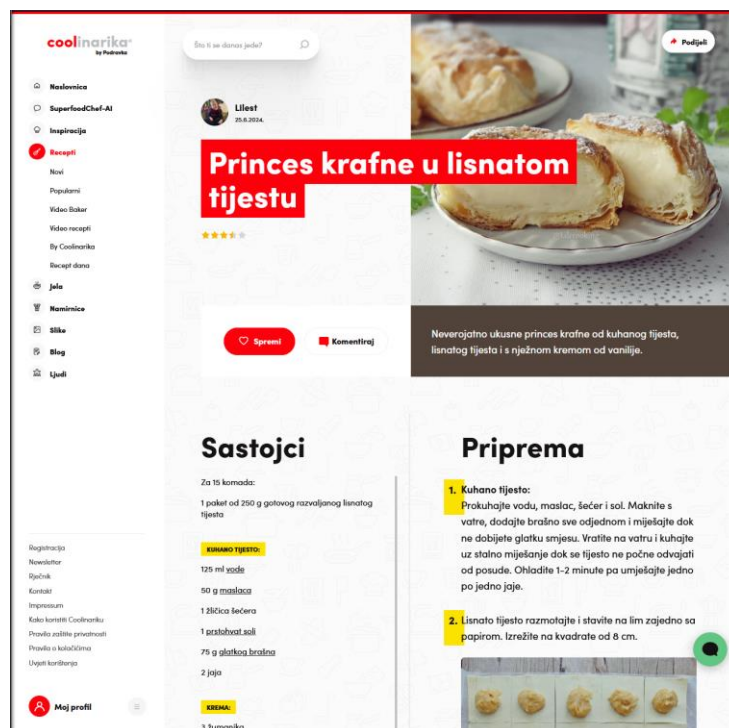 coolinarika
by Podravka
Što ti se danas jede?
Podijeli
Naslovnica
SuperfoodChef-AI
Inspiracija
Recepti
Novi
Popularni
Video Baker
Video recepti
By Coolinarika
Recept dana
Jela
Namirnice
Slike
Blog
Ljudi
Registracija
Newsletter
Rječnik
Kontakt
Impressum
Kako koristiti Coolinariku
Pravila zaštite privatnosti
Pravila o kolačićima
Uvjeti korištenja
Moj profil
Lllest
25.6.2024.
Princes krafne u lisnatom
tijestu
Spremi
Komentiraj
Neverojatno ukusne princes krafne od kuhanog tijesta,
lisnatog tijesta i s nježnom kremom od vanilije.
Sastojci
Za 15 komada:
1 paket od 250 g gotovog razvaljanog lisnatog
tijesta
KUHANO TIJESTO:
125 ml vode
50 g maslaca
1 žličica šećera
1 prstohvat soli
75 g glatkog brašna
2 jaja
KREMA:
3 žumanjka
Priprema
1. Kuhano tijesto:
Prokuhajte vodu, maslac, šećer i sol. Maknite s
vatre, dodajte brašno sve odjednom i miješajte dok
ne dobijete glatku smjesu. Vratite na vatru i kuhajte
uz stalno miješanje dok se tijesto ne počne odvajati
od posude. Ohladite 1-2 minute pa umješajte jedno
po jedno jaje.
2. Lisnato tijesto razmotajte i stavite na lim zajedno sa
papirom. Izrežite na kvadrate od 8 cm.